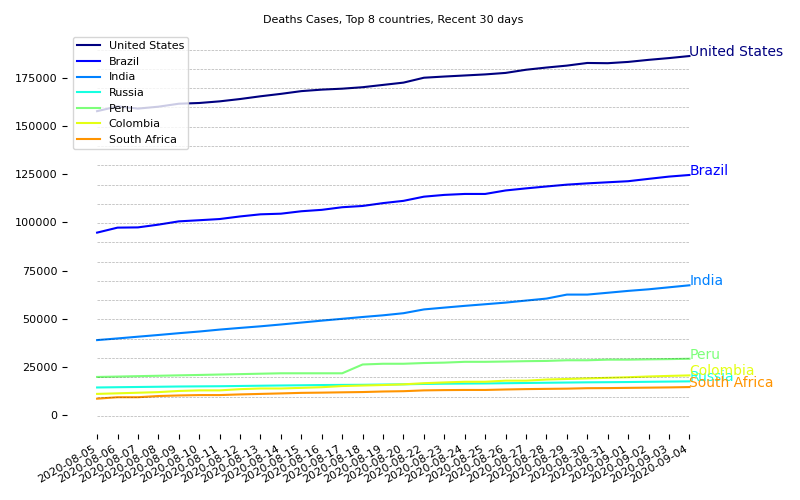 Deaths Cases, Top 8 countries, Recent 30 days
United States
Brazil
India
Russia
Peru
Colombia
South Africa
175000
150000
125000
100000
75000
50000
25000
0
United States
Brazil
India
Peru
Colombia
Russia
South Africa
2020-08-05
2020-08-06
2020-08-07
2020-08-08
2020-08-09
2020-08-10
2020-08-11
2020-08-12
2020-08-13
2020-08-14
2020-08-15
2020-08-16
2020-08-17
2020-08-18
2020-08-19
2020-08-20
2020-08-22
2020-08-23
2020-08-24
2020-08-25
2020-08-26
2020-08-27
2020-08-28
2020-08-29
2020-08-30
2020-08-31
2020-09-01
2020-09-02
2020-09-03
2020-09-04